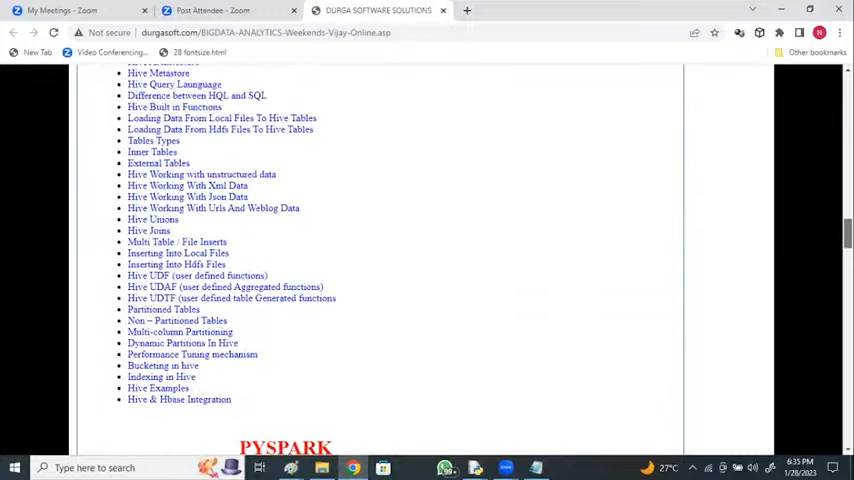 My Meetings - Zoom
Post Attendee - Zoom
DURGA SOFTWARE SOLUTIONS
Not secure
durgasoft.com/BIGDATA-ANALYTICS-Weekends-Vijay-Online.asp
N
New Tab
Video Conferencing...
28 fontsize.html
Other bookmarks
Hive Metastore
Hive Query Launguage
Difference between HQL and SQL
Hive Built in Functions
Loading Data From Local Files To Hive Tables
Loading Data From Hdfs Files To Hive Tables
Tables Types
Inner Tables
External Tables
Hive Working with unstructured data
Hive Working With Xml Data
Hive Working With Json Data
Hive Working With Urls And Weblog Data
Hive Unions
Hive Joins
Multi Table / File Inserts
Inserting Into Local Files
Inserting Into Hdfs Files
Hive UDF (user defined functions)
Hive UDAF (user defined Aggregated functions)
Hive UDTF (user defined table Generated functions
Partitioned Tables
Non – Partitioned Tables
Multi-column Partitioning
Dynamic Partitions In Hive
Performance Tuning mechanism
Bucketing in hive
Indexing in Hive
Hive Examples
Hive & Hbase Integration
PYSPARK
Type here to search
99+
27°C
6:35 PM
1/28/2023